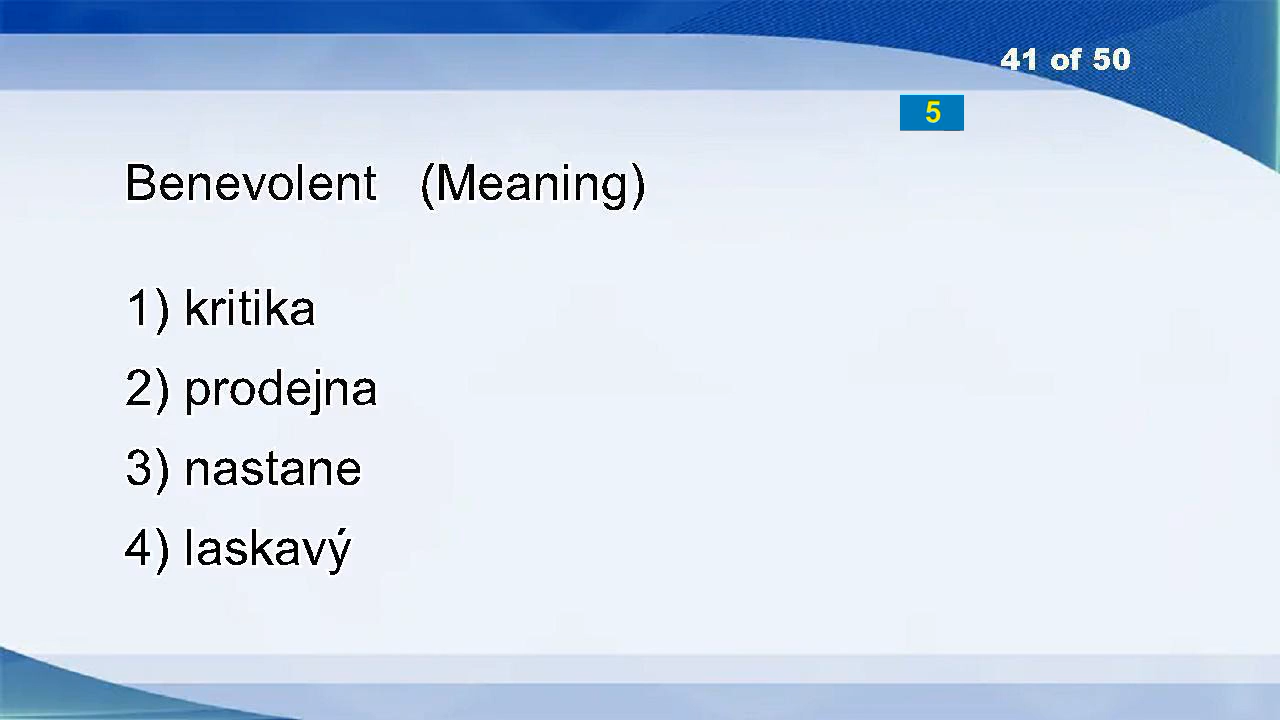 41 of 50
5
Benevolent (Meaning)
1) kritika
2) prodejna
3) nastane
4) laskavý